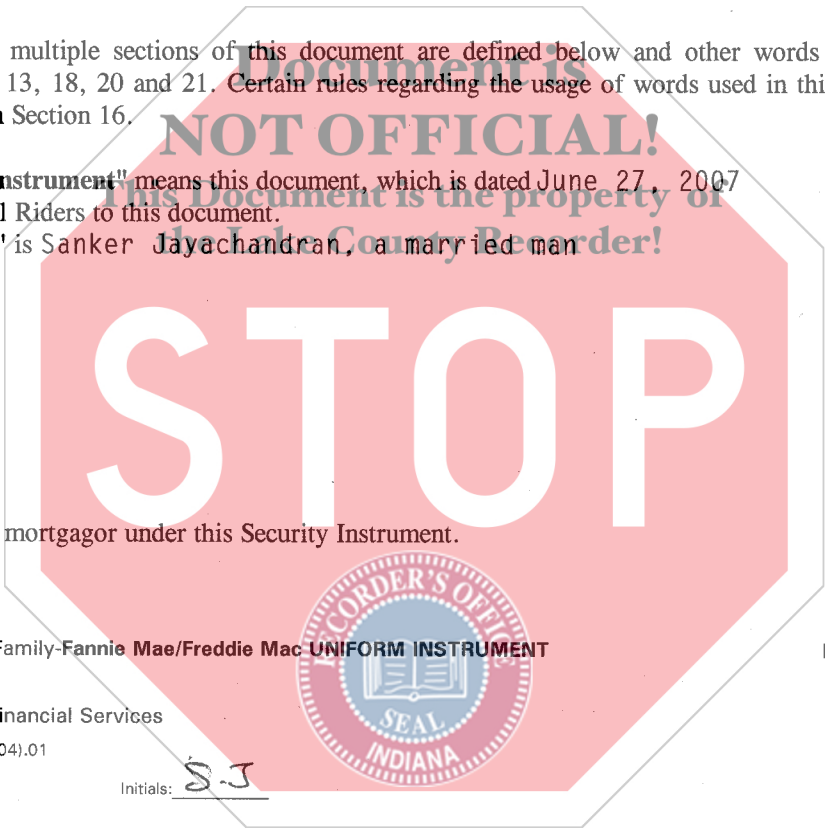 multiple sections of this document are defined below and other words
Document is
13, 18, 20 and 21. Certain rules regarding the usage of words used in thi
Section 16.
NOT OFFICIAL!
nstrument" means this document, which is dated June 27, 2007
This Document is the property of
l Riders to this document.
' is Sanker Jayachandran, a married man
the Lake County Recorder!
STOP
mortgagor under this Security Instrument.
RECORDER'S OFFICE
Family-Fannie Mae/Freddie Mac UNIFORM INSTRUMENT
SEAL
inancial Services
INDIANA
04).01
Initials: S.J